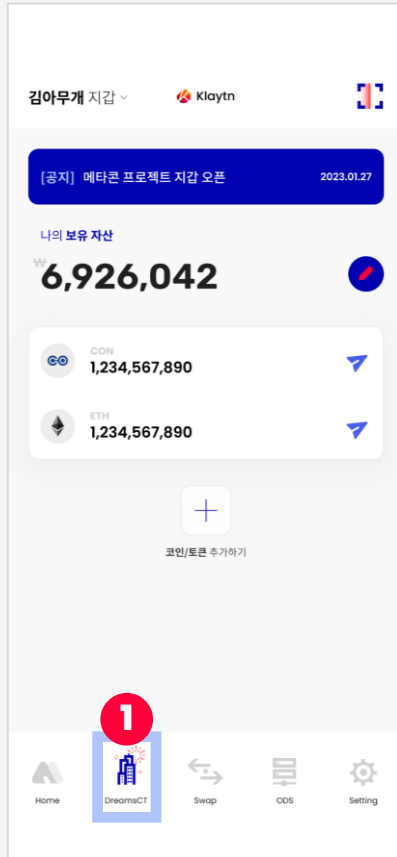 김아무개 지갑
Klaytn
[공지] 메타콘 프로젝트 지갑 오픈 2023.01.27
나의 보유 자산
₩6,926,042
CON
1,234,567,890
ETH
1,234,567,890
코인/토큰 추가하기
1
Home DreamsCT Swap ODS Setting